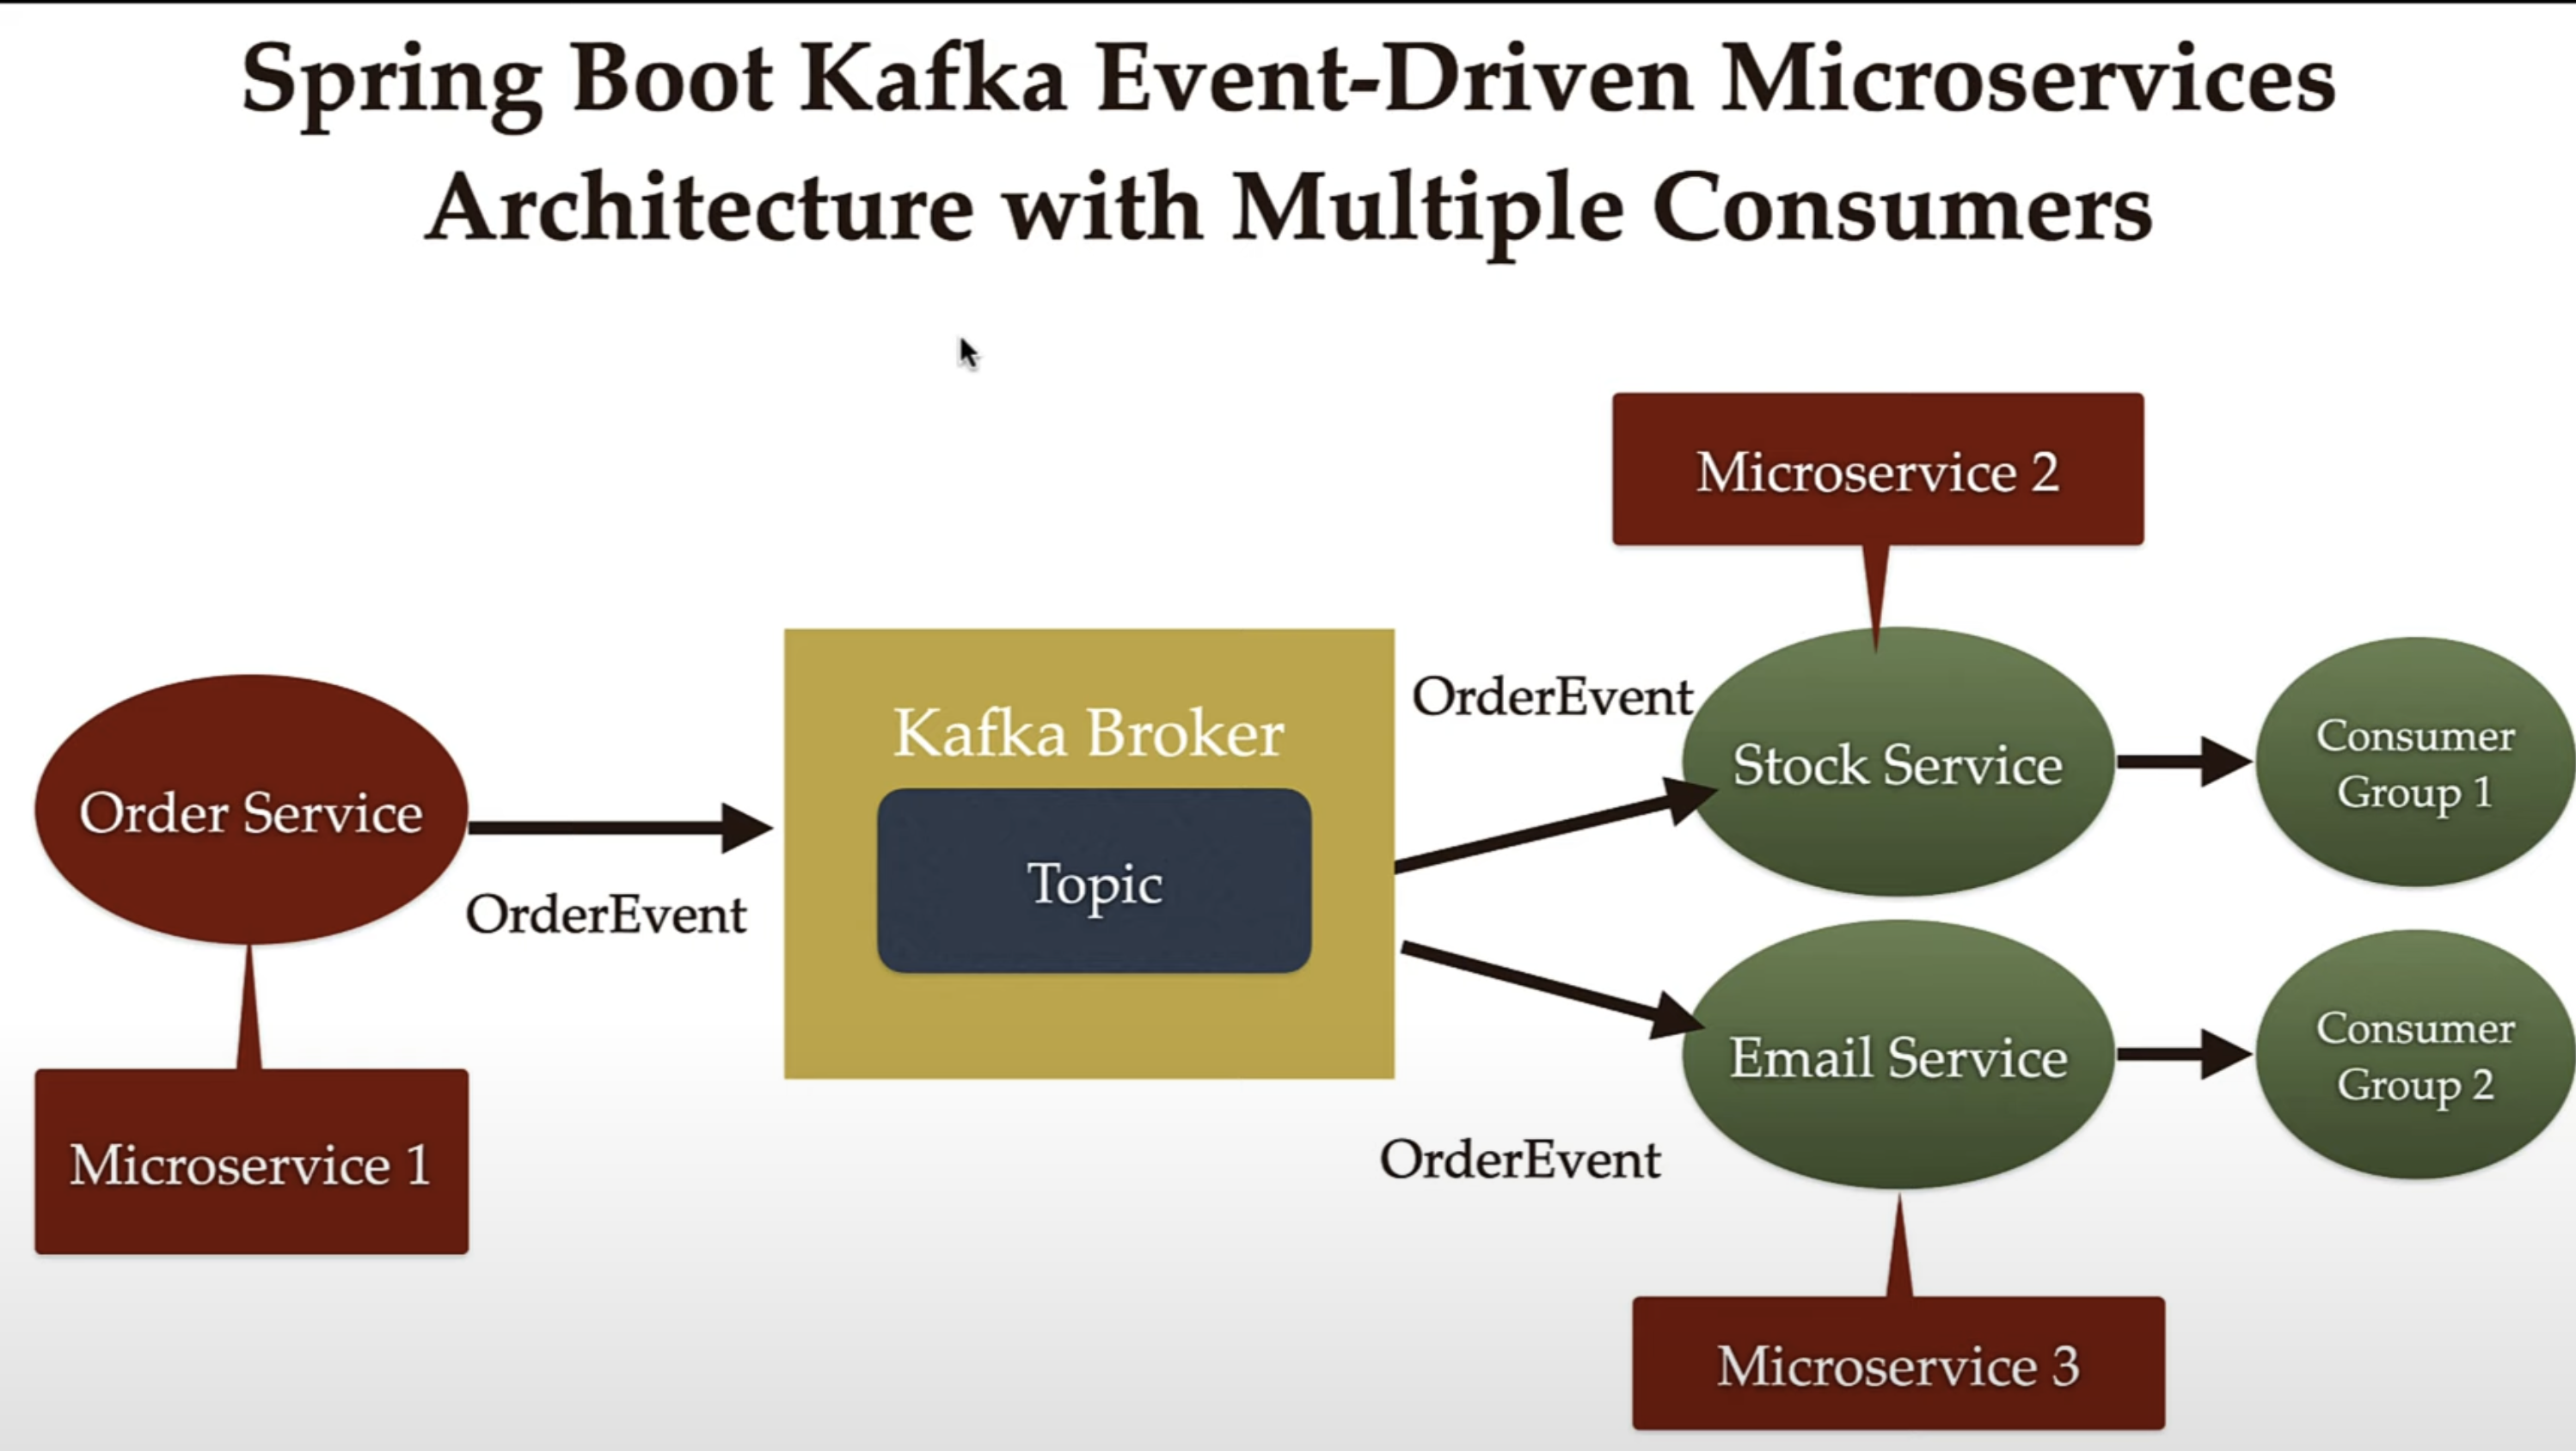 Spring Boot Kafka Event-Driven Microservices
Architecture with Multiple Consumers
Microservice 2
Order Service
OrderEvent
Microservice 1
Kafka Broker
Topic
OrderEvent
Stock Service
Consumer
Group 1
OrderEvent
Email Service
Consumer
Group 2
Microservice 3